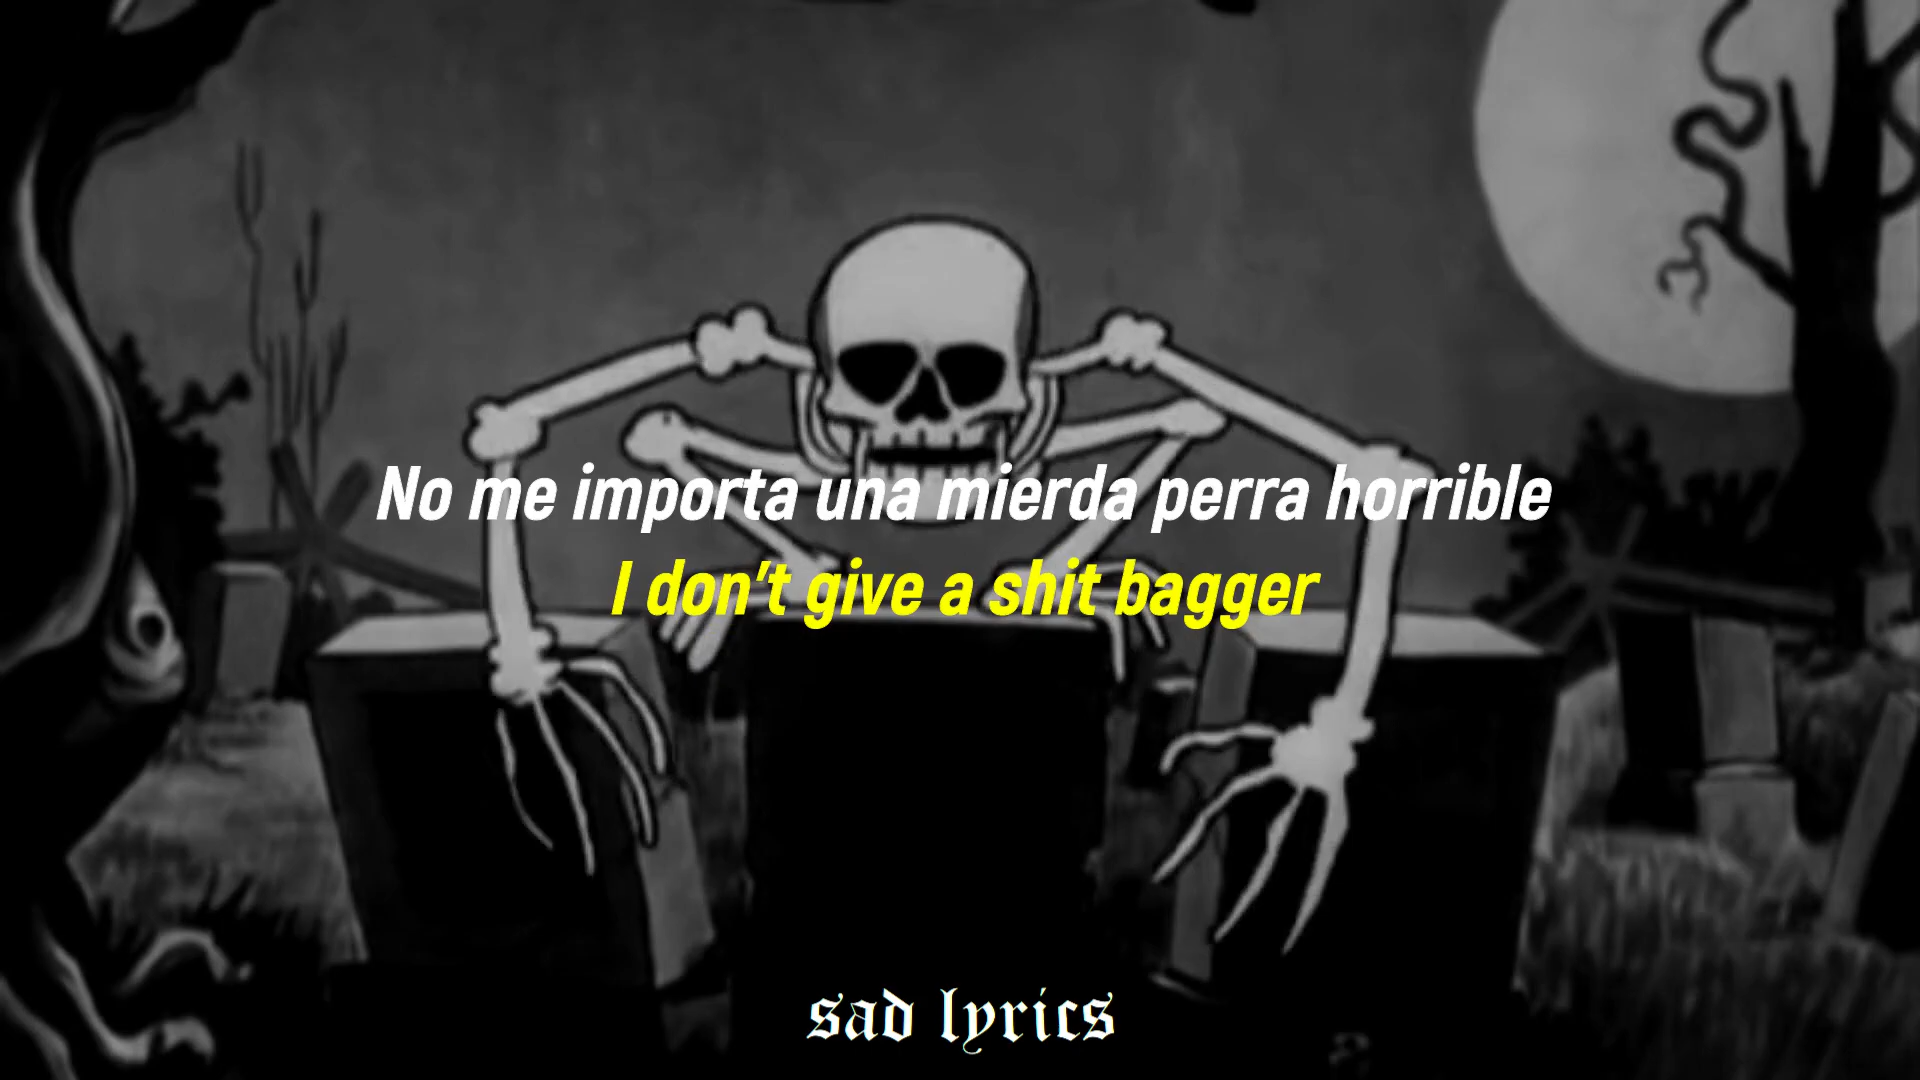 No me importa una mierda perra horrible
I don't give a shit bagger
sad lyrics